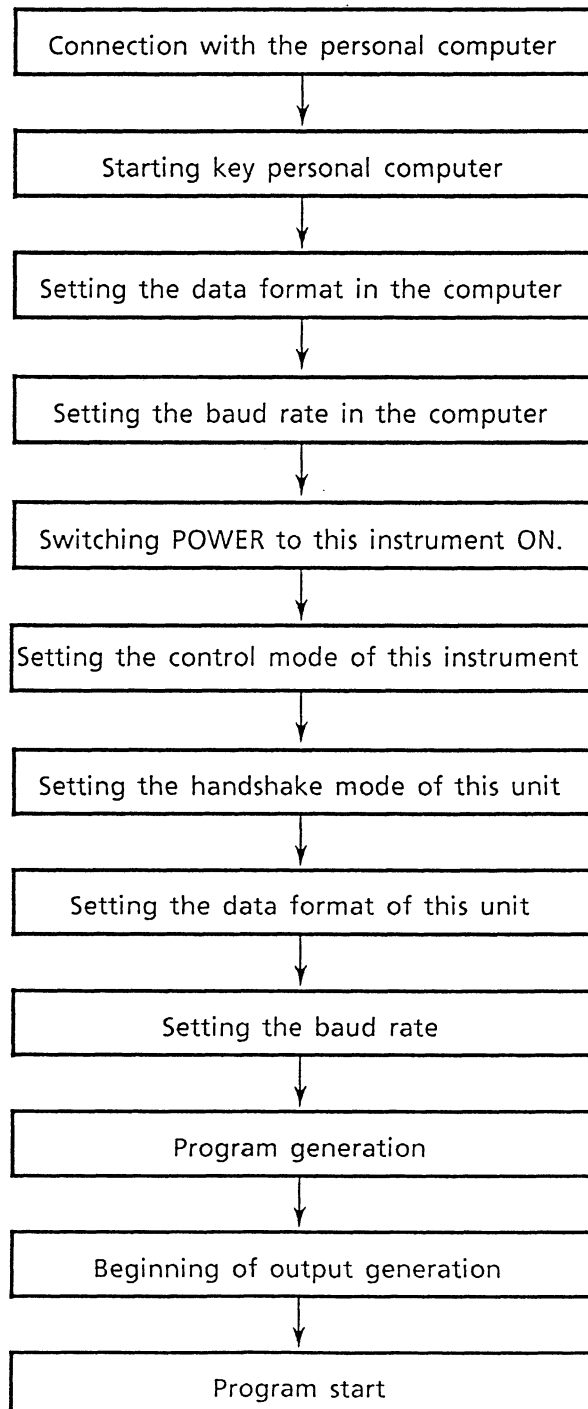 Connection with the personal computer
Starting key personal computer
Setting the data format in the computer
Setting the baud rate in the computer
Switching POWER to this instrument ON.
Setting the control mode of this instrument
Setting the handshake mode of this unit
Setting the data format of this unit
Setting the baud rate
Program generation
Beginning of output generation
Program start